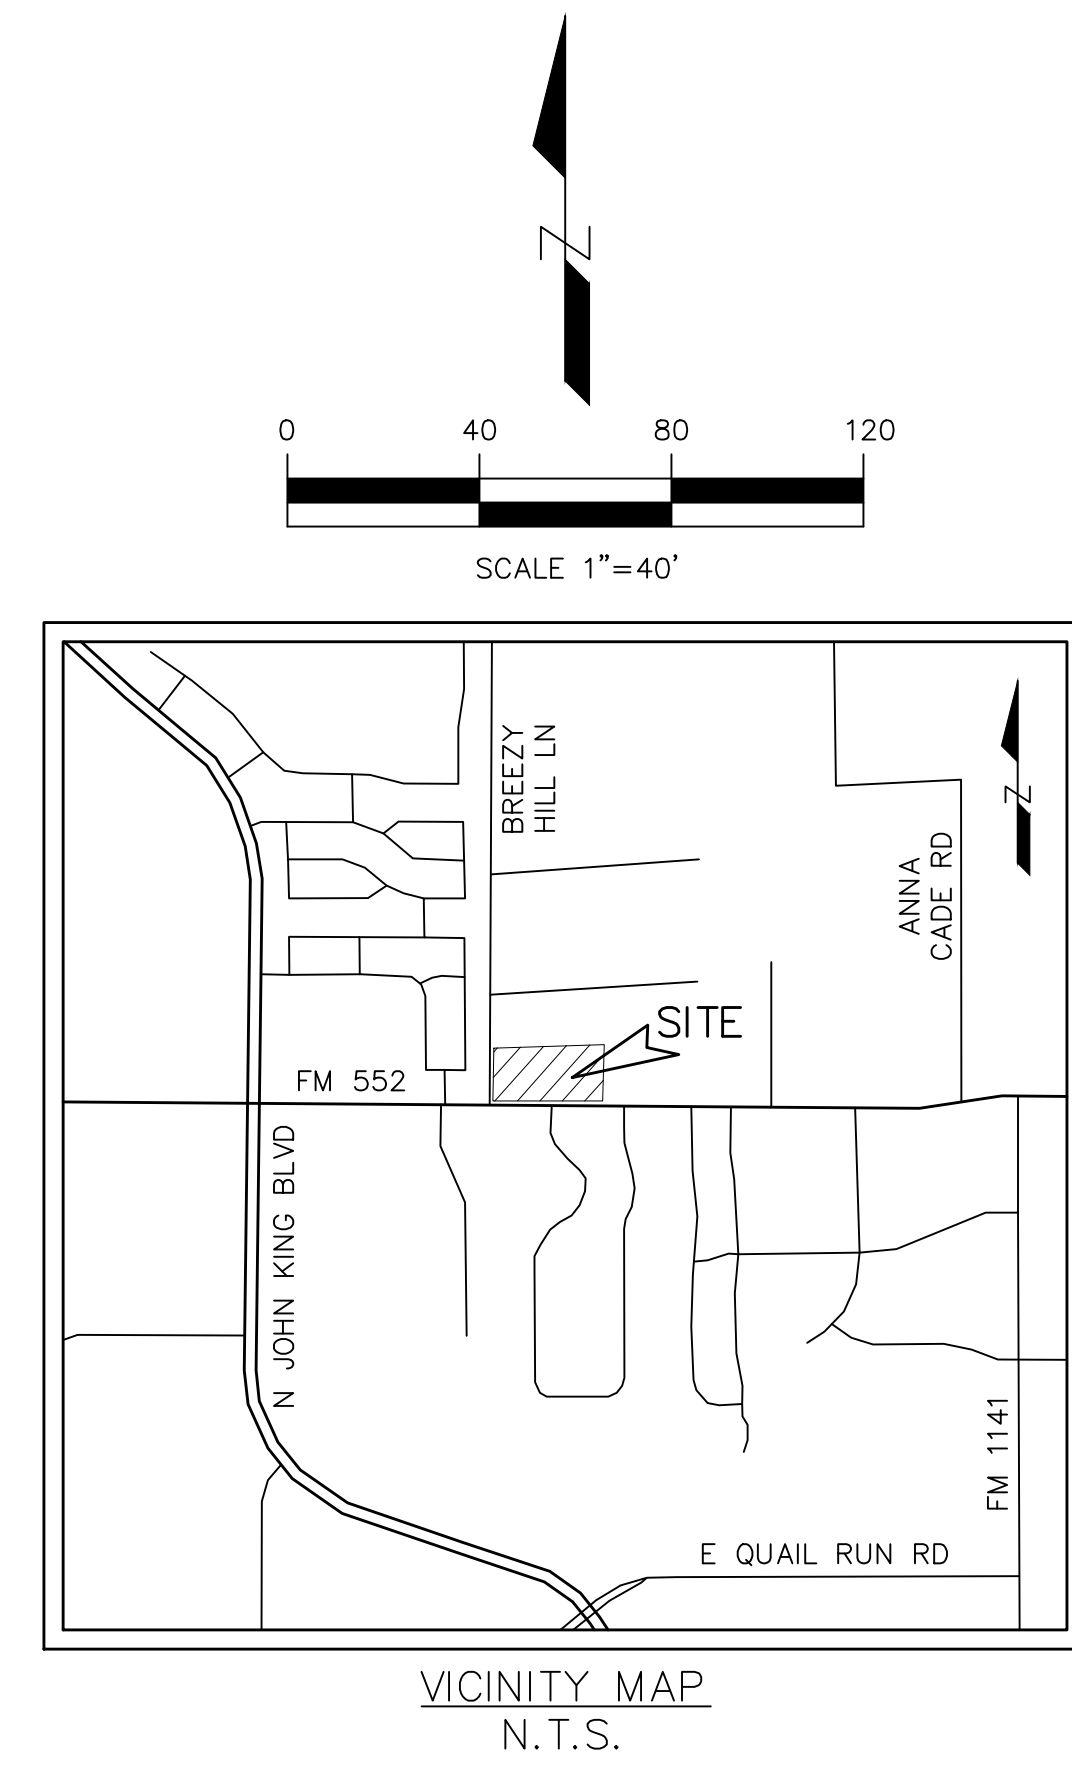 N
0 40 80 120
SCALE 1"=40'
N
BREEZY
HILL LN
ANNA
CADE RD
SITE
FM 552
N JOHN KING BLVD
FM 1141
E QUAIL RUN RD
VICINITY MAP
N.T.S.